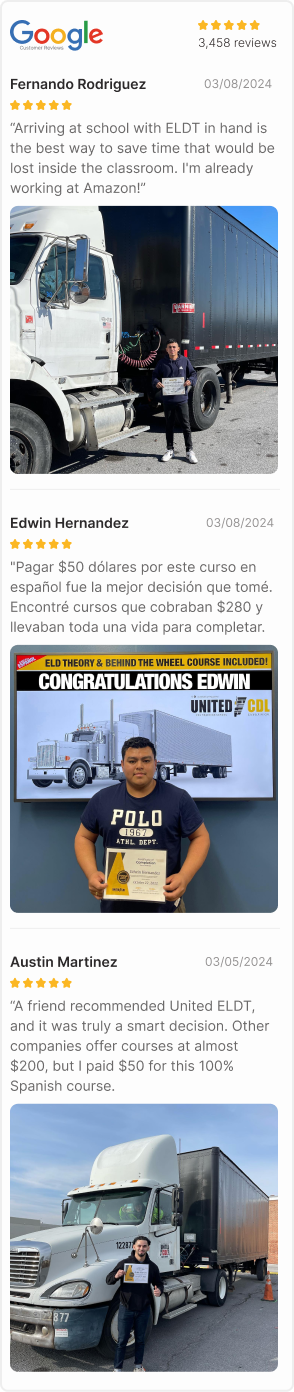 Google
Customer Reviews
3,458 reviews
Fernando Rodriguez 03/08/2024
“Arriving at school with ELDT in hand is
the best way to save time that would be
lost inside the classroom. I'm already
working at Amazon!”
Edwin Hernandez 03/08/2024
"Pagar $50 dólares por este curso en
español fue la mejor decisión que tomé.
Encontré cursos que cobraban $280 y
llevaban toda una vida para completar.
ELD THEORY & BEHIND THE WHEEL COURSE INCLUDED!
CONGRATULATIONS EDWIN
UNITED CDL
POLO
1967
ATHL. DEPT.
Edwin Hernandez
Austin Martinez 03/05/2024
“A friend recommended United ELDT,
and it was truly a smart decision. Other
companies offer courses at almost
$200, but I paid $50 for this 100%
Spanish course.
877